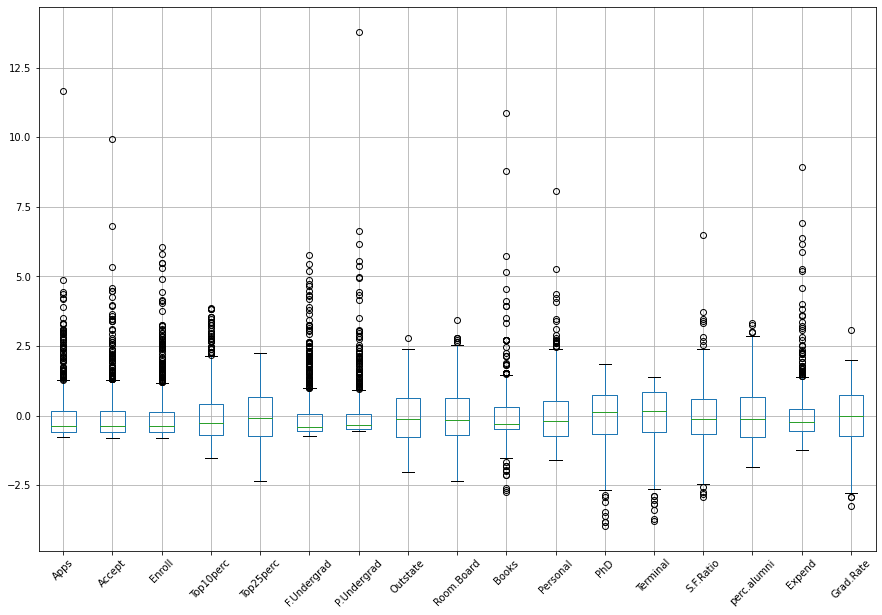 12.5
10.0
7.5
5.0
2.5
0.0
−2.5
Apps
Accept
Enroll
Top10perc
Top25perc
F.Undergrad
P.Undergrad
Outstate
Room.Board
Books
Personal
PhD
Terminal
S.F.Ratio
perc.alumni
Expend
Grad.Rate